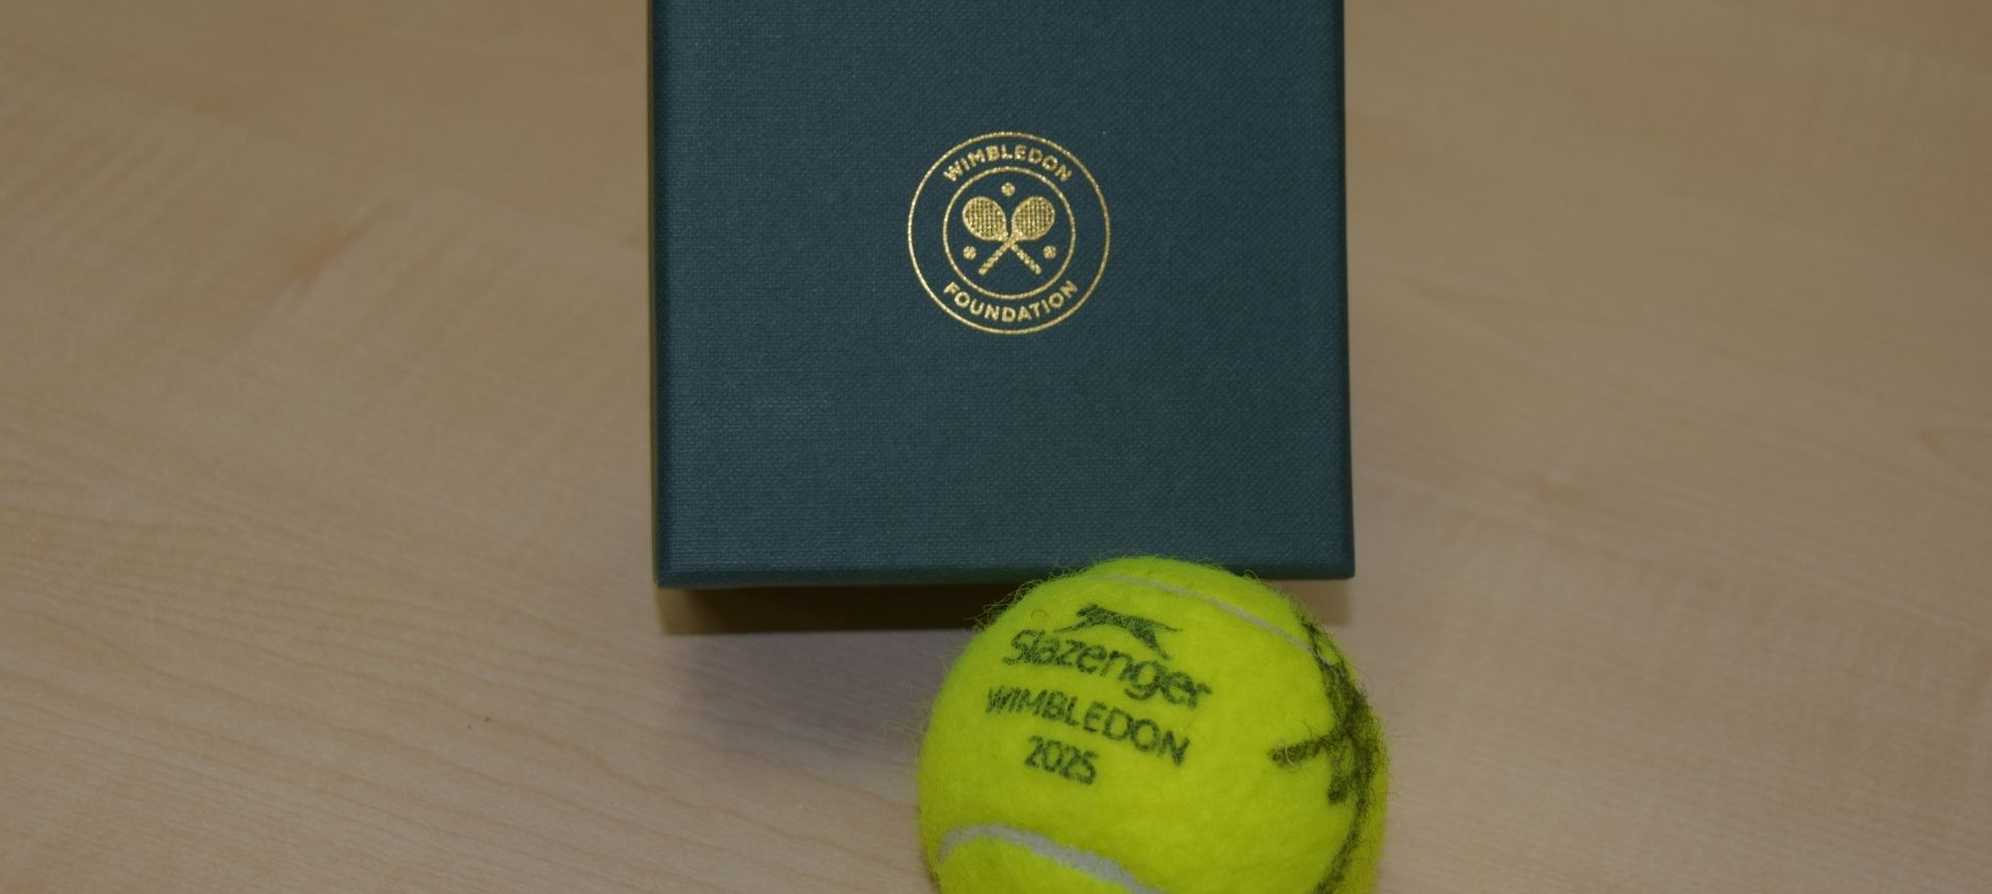 WIMBLEDON
FOUNDATION
Slazenger
WIMBLEDON
2025